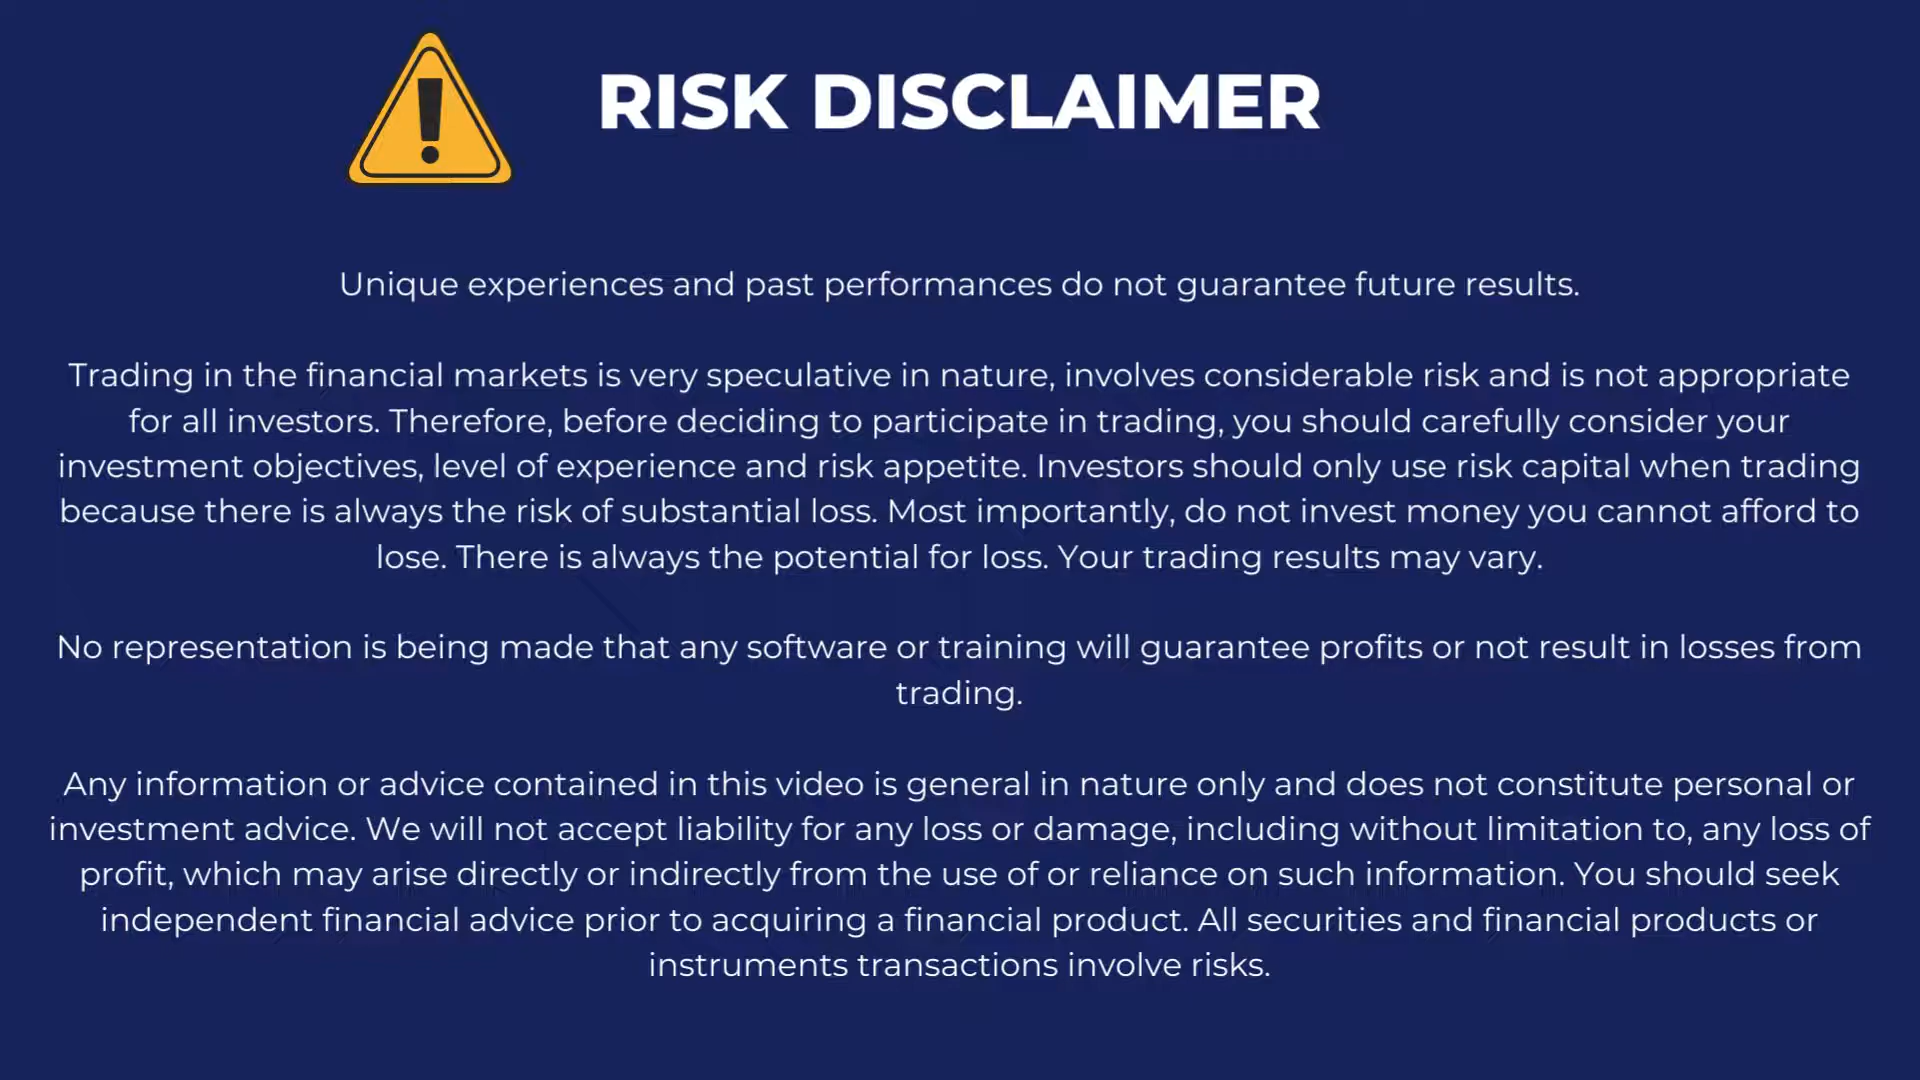 RISK DISCLAIMER
Unique experiences and past performances do not guarantee future results.
Trading in the financial markets is very speculative in nature, involves considerable risk and is not appropriate
for all investors. Therefore, before deciding to participate in trading, you should carefully consider your
investment objectives, level of experience and risk appetite. Investors should only use risk capital when trading
because there is always the risk of substantial loss. Most importantly, do not invest money you cannot afford to
lose. There is always the potential for loss. Your trading results may vary.
No representation is being made that any software or training will guarantee profits or not result in losses from
trading.
Any information or advice contained in this video is general in nature only and does not constitute personal or
investment advice. We will not accept liability for any loss or damage, including without limitation to, any loss of
profit, which may arise directly or indirectly from the use of or reliance on such information. You should seek
independent financial advice prior to acquiring a financial product. All securities and financial products or
instruments transactions involve risks.